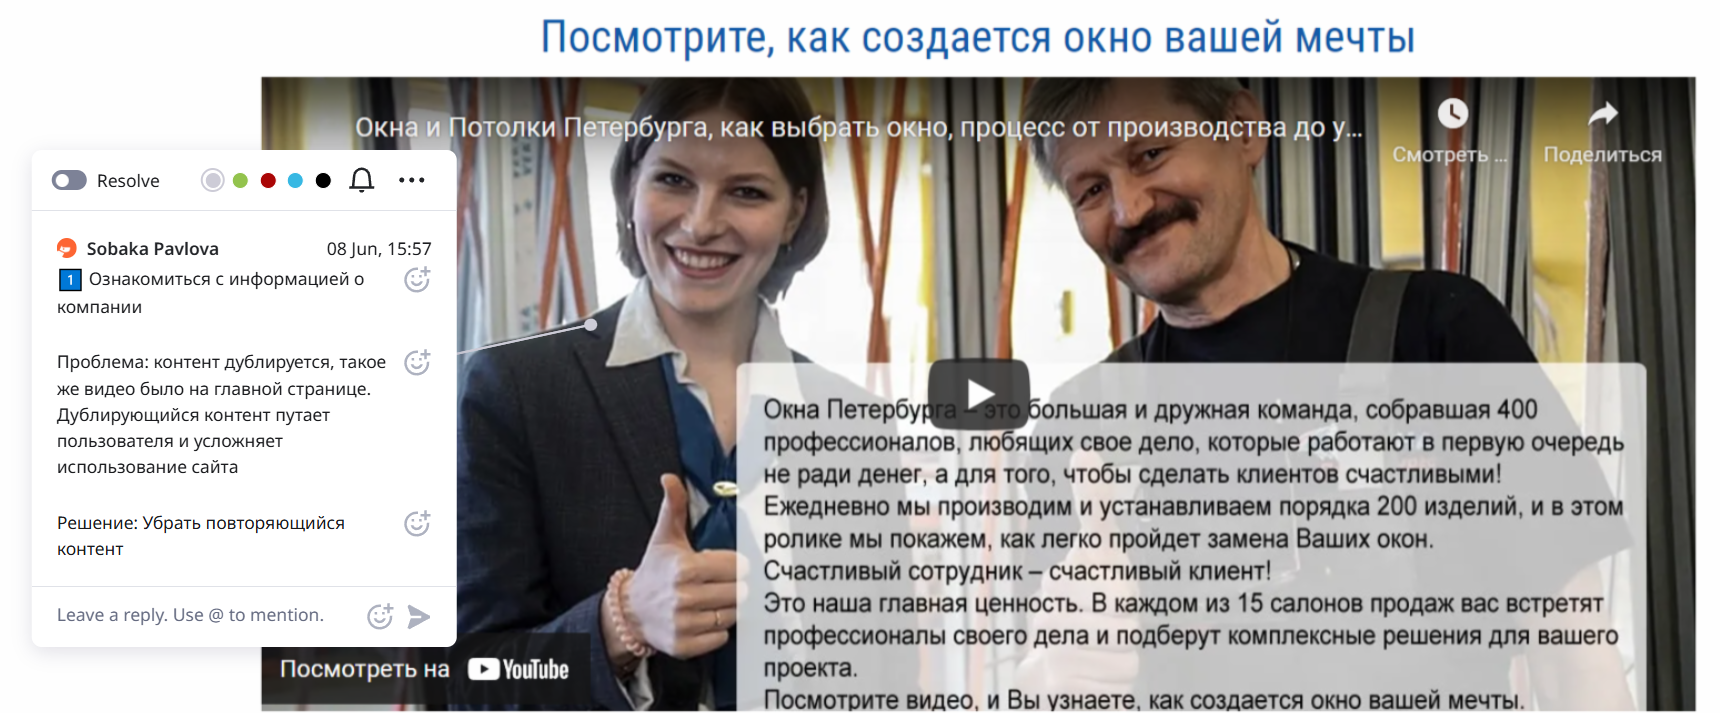 Посмотрите, как создается окно вашей мечты
Окна и Потолки Петербурга, как выбрать окно, процесс от производства до у...
Смотреть ...
Поделиться
Resolve
Sobaka Pavlova 08 Jun, 15:57
1 Ознакомиться с информацией о
компании
Проблема: контент дублируется, такое
же видео было на главной странице.
Дублирующийся контент путает
пользователя и усложняет
использование сайта
Решение: Убрать повторяющийся
контент
Leave a reply. Use @ to mention.
Окна Петербурга – это большая и дружная команда, собравшая 400
профессионалов, любящих свое дело, которые работают в первую очередь
не ради денег, а для того, чтобы сделать клиентов счастливыми!
Ежедневно мы производим и устанавливаем порядка 200 изделий, и в этом
ролике мы покажем, как легко пройдет замена Ваших окон.
Счастливый сотрудник – счастливый клиент!
Это наша главная ценность. В каждом из 15 салонов продаж вас встретят
профессионалы своего дела и подберут комплексные решения для вашего
проекта.
Посмотрите видео, и Вы узнаете, как создается окно вашей мечты.
Посмотреть на YouTube